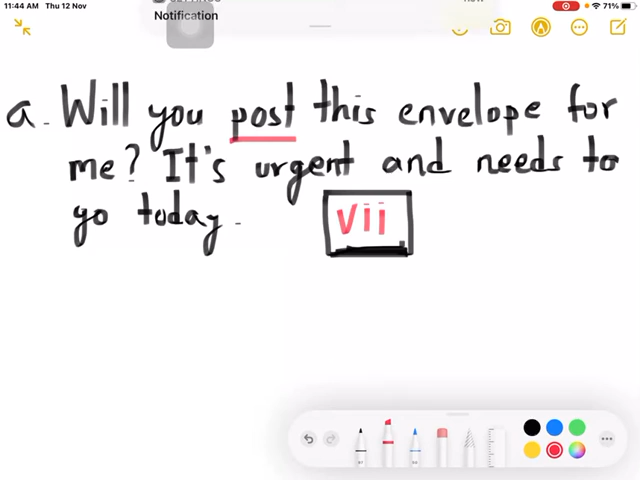 11:44 AM Thu 12 Nov
71%
Notification
a. Will you post this envelope for
me? It's urgent and needs to
go today.
vii